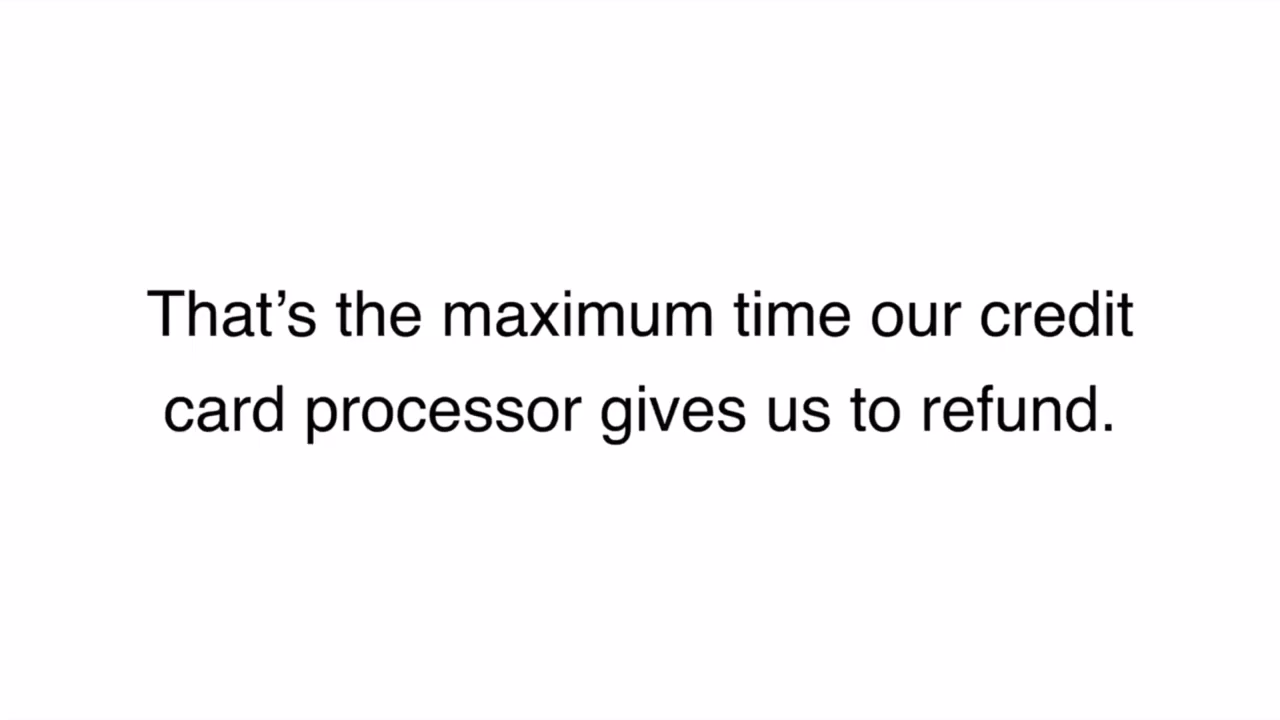 That’s the maximum time our credit
card processor gives us to refund.